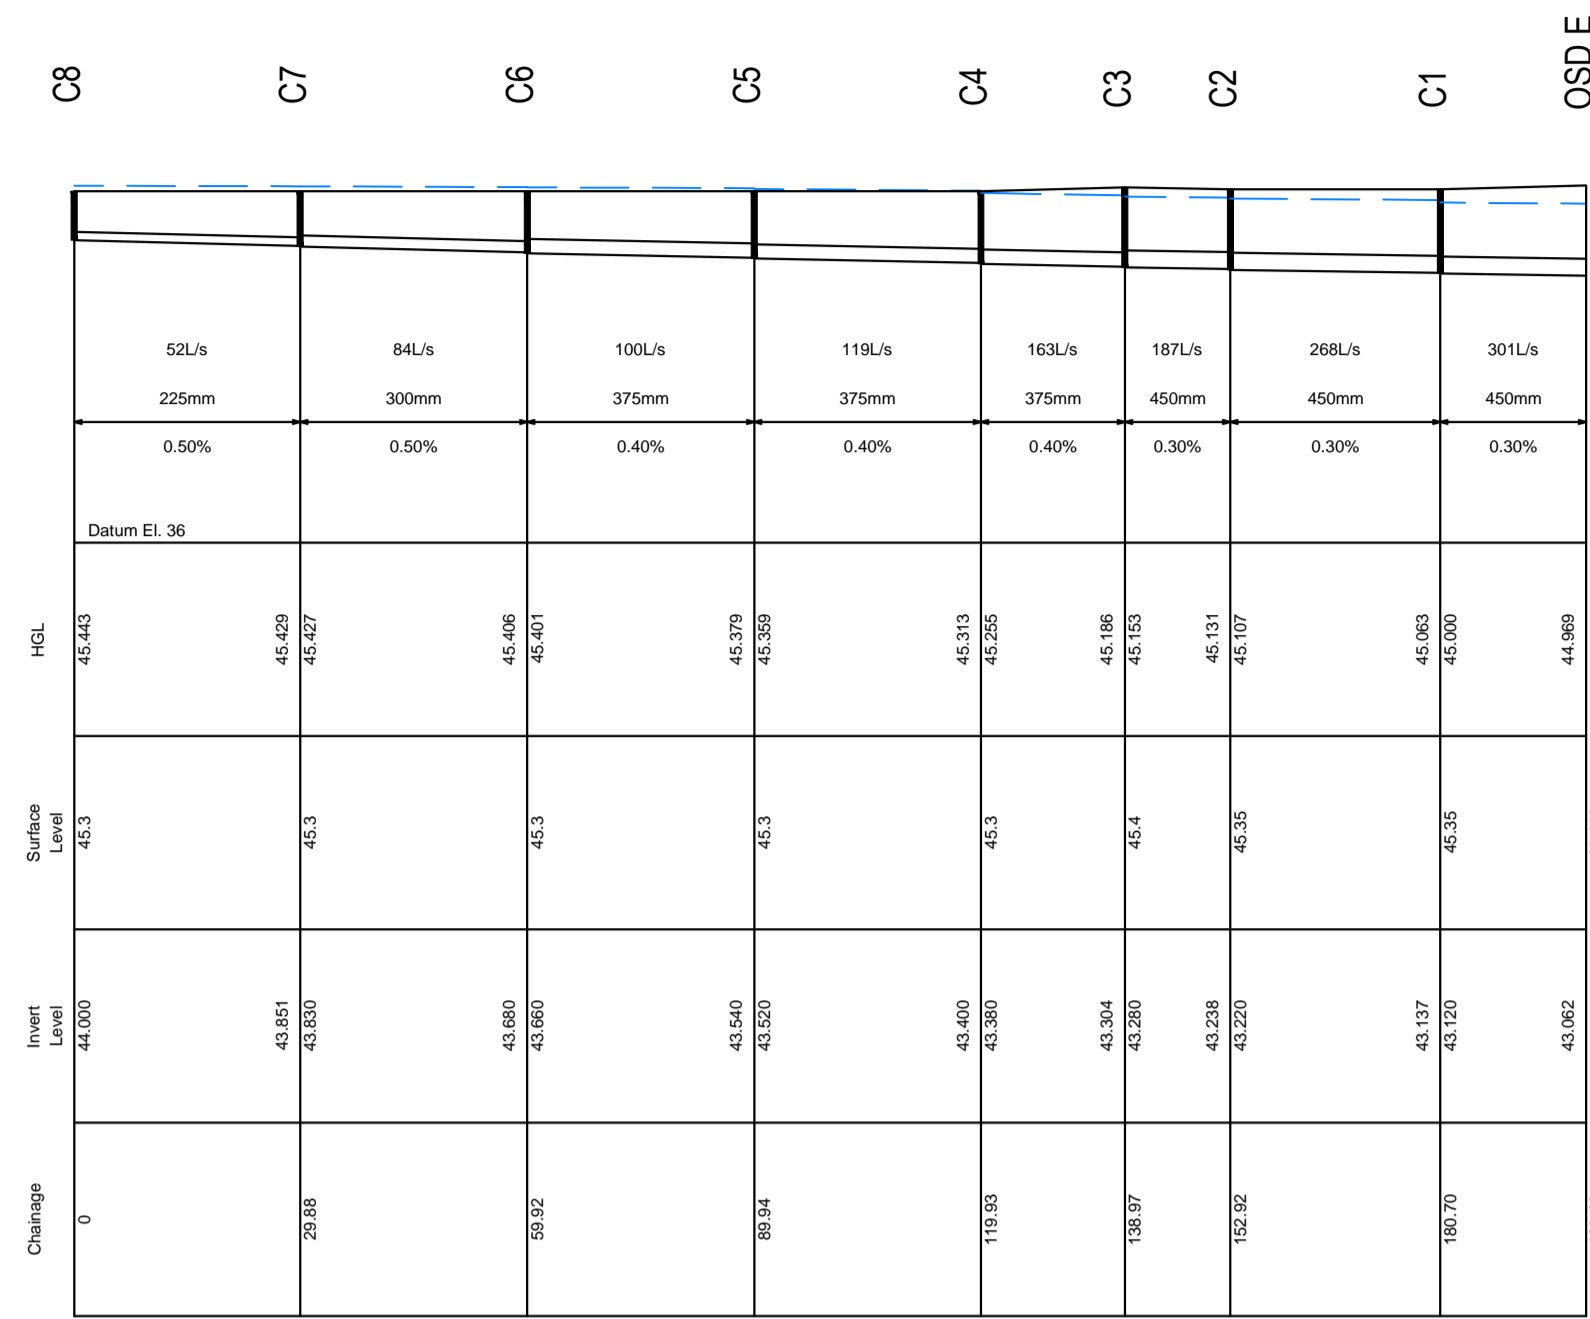 C8 C7 C6 C5 C4 C3 C2 C1 OSD E
52L/s 84L/s 100L/s 119L/s 163L/s 187L/s 268L/s 301L/s
225mm 300mm 375mm 375mm 375mm 450mm 450mm 450mm
0.50% 0.50% 0.40% 0.40% 0.40% 0.30% 0.30% 0.30%
Datum El. 36
HGL 45.443 45.429 45.427 45.406 45.401 45.379 45.359 45.313 45.255 45.186 45.153 45.131 45.107 45.063 45.000 44.969
Surface
Level
45.3 45.3 45.3 45.3 45.3 45.4 45.35 45.35
Invert
Level
44.000 43.851 43.830 43.680 43.660 43.540 43.520 43.400 43.380 43.304 43.280 43.238 43.220 43.137 43.120 43.062
Chainage 0 29.88 59.92 89.94 119.93 138.97 152.92 180.70